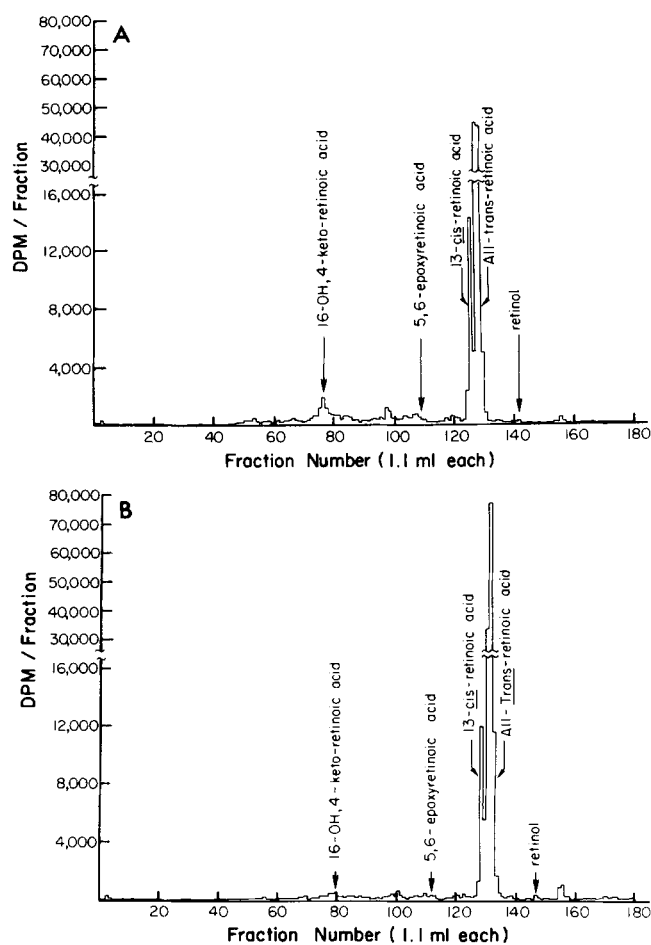 A
80,000
70,000
60,000
50,000
40,000
30,000
16,000
12,000
8,000
4,000
DPM / Fraction
16-OH, 4-keto-retinoic acid
5,6-epoxyretinoic acid
13-cis-retinoic acid
All-trans-retinoic acid
retinol
20 40 60 80 100 120 140 160 180
Fraction Number (1.1 ml each)
B
80,000
70,000
60,000
50,000
40,000
30,000
16,000
12,000
8,000
4,000
DPM / Fraction
16-OH, 4-keto-retinoic acid
5,6-epoxyretinoic acid
13-cis-retinoic acid
All-Trans-retinoic acid
retinol
20 40 60 80 100 120 140 160 180
Fraction Number (1.1 ml each)